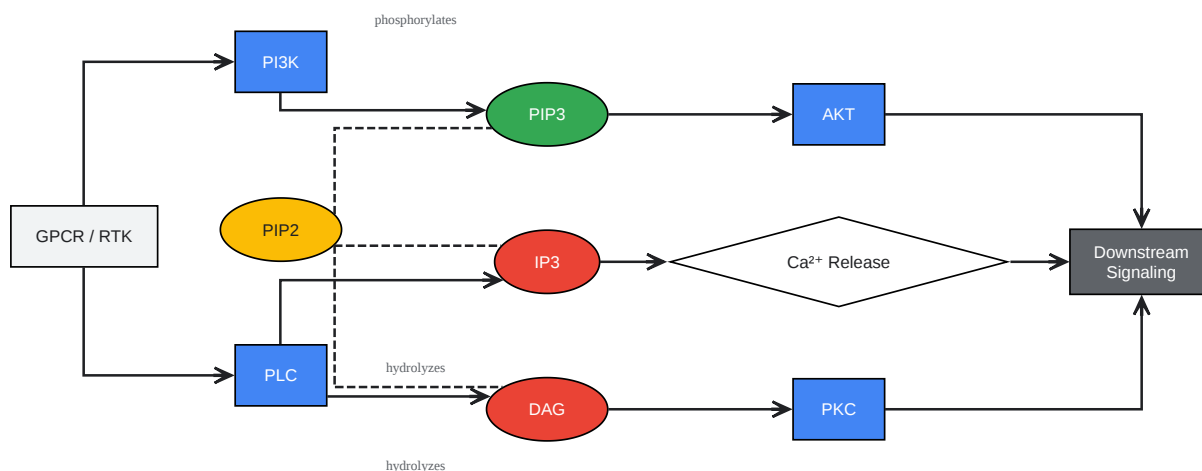 phosphorylates
PI3K
PIP3
AKT
GPCR / RTK
PIP2
IP3
Ca²⁺ Release
Downstream
Signaling
PLC
hydrolyzes
DAG
PKC
hydrolyzes